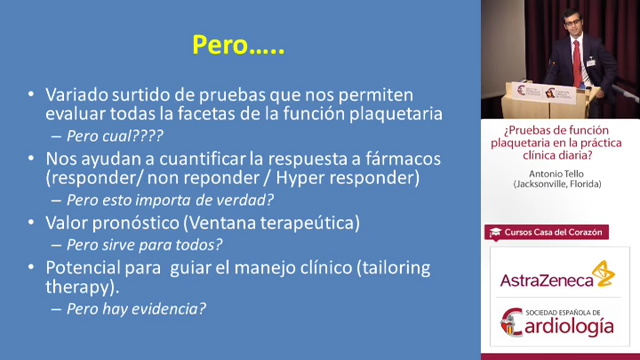 Pero…..
• Variado surtido de pruebas que nos permiten
evaluar todas la facetas de la función plaquetaria
– Pero cual????
• Nos ayudan a cuantificar la respuesta a fármacos
(responder/ non reponder / Hyper responder)
– Pero esto importa de verdad?
• Valor pronóstico (Ventana terapeútica)
– Pero sirve para todos?
• Potencial para guiar el manejo clínico (tailoring
therapy).
– Pero hay evidencia?
¿Pruebas de función
plaquetaria en la práctica
clínica diaria?
Antonio Tello
(Jacksonville, Florida)
Cursos Casa del Corazón
AstraZeneca
SOCIEDAD ESPAÑOLA DE
Cardiología